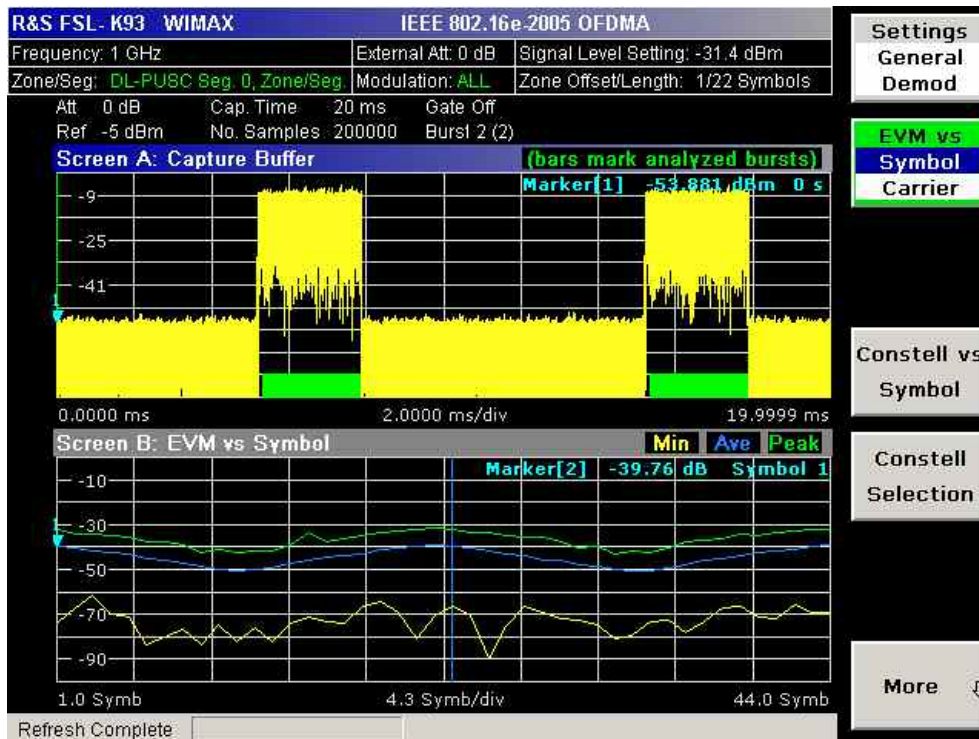 R&S FSL- K93 WIMAX IEEE 802.16e-2005 OFDMA
Frequency: 1 GHz External Att: 0 dB Signal Level Setting: -31.4 dBm
Zone/Seg: DL-PUSC Seg. 0, Zone/Seg. Modulation: ALL Zone Offset/Length: 1/22 Symbols
Att 0 dB Cap. Time 20 ms Gate Off
Ref -5 dBm No. Samples 200000 Burst 2 (2)
Screen A: Capture Buffer (bars mark analyzed bursts)
Marker[1] -53.881 dBm 0 s
-9
-25
-41
1
0.0000 ms 2.0000 ms/div 19.9999 ms
Screen B: EVM vs Symbol Min Ave Peak
Marker[2] -39.76 dB Symbol 1
-10
-30
1
-50
-70
-90
1.0 Symb 4.3 Symb/div 44.0 Symb
Refresh Complete
Settings
General
Demod
EVM vs
Symbol
Carrier
Constell vs
Symbol
Constell
Selection
More